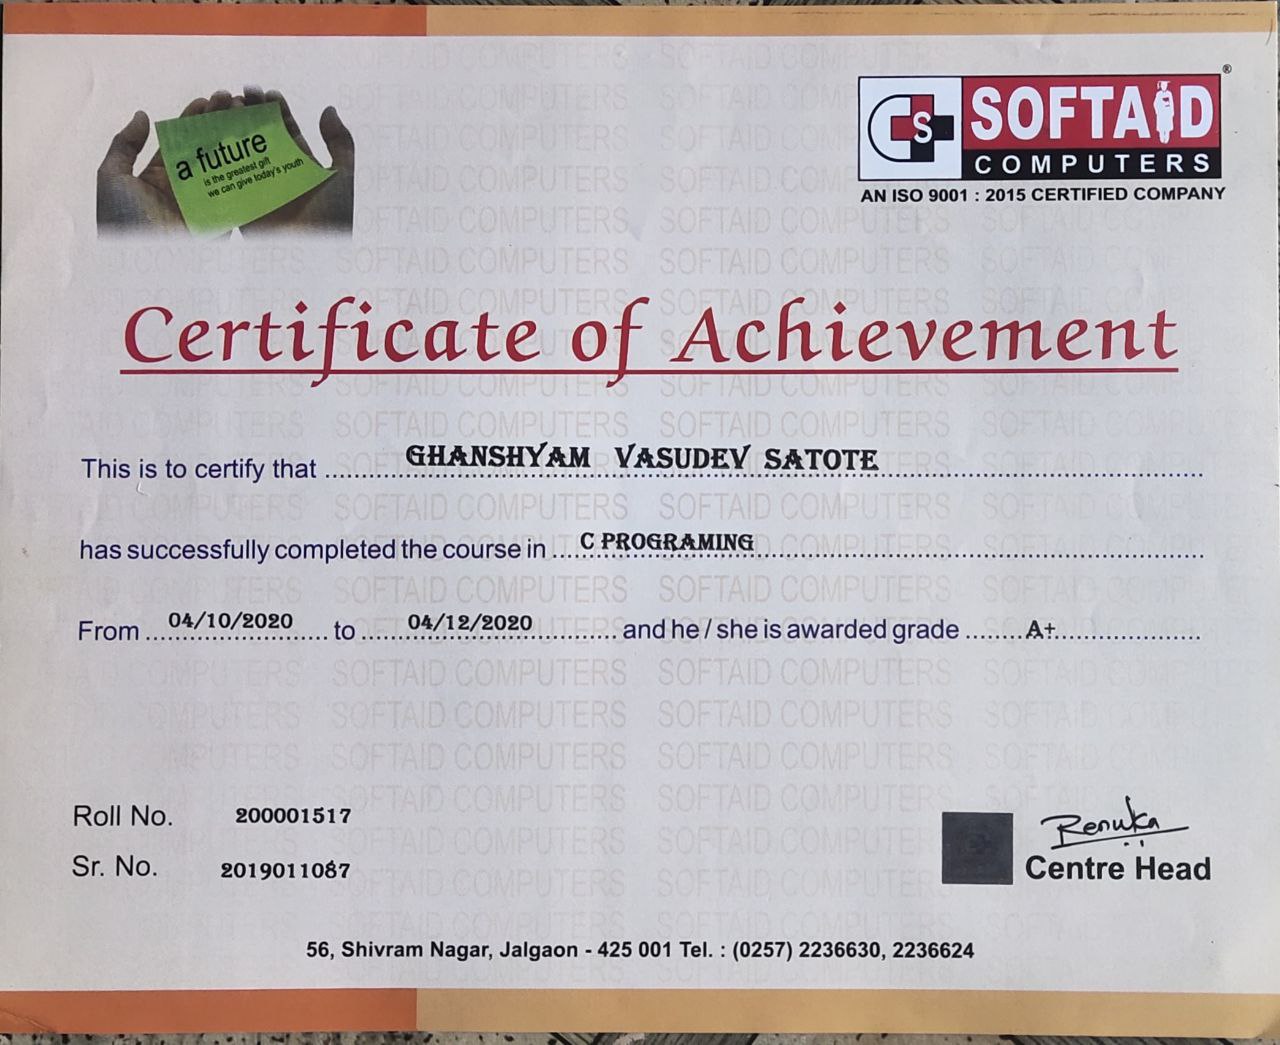 a future
is the greatest gift
we can give today's youth
CS
SOFTAID
®
COMPUTERS
AN ISO 9001 : 2015 CERTIFIED COMPANY
Certificate of Achievement
This is to certify that GHANSHYAM VASUDEV SATOTE
has successfully completed the course in C PROGRAMING
From 04/10/2020 to 04/12/2020 and he / she is awarded grade A+
Roll No. 200001517
Sr. No. 2019011087
Renuka
Centre Head
56, Shivram Nagar, Jalgaon - 425 001 Tel. : (0257) 2236630, 2236624